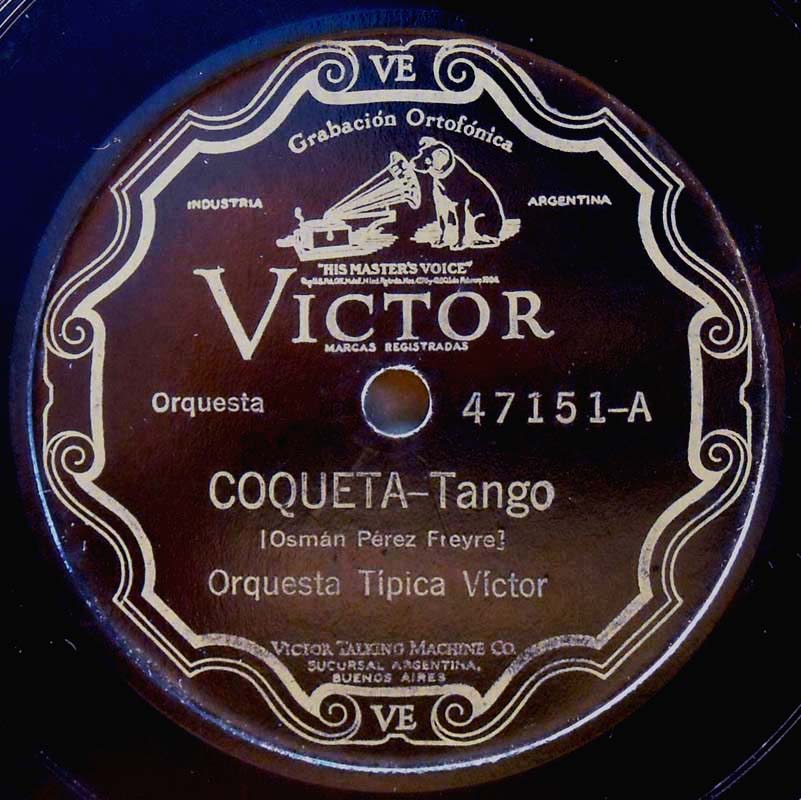 VE
Grabación Ortofónica
INDUSTRIA
ARGENTINA
"HIS MASTER'S VOICE"
VICTOR
MARCAS REGISTRADAS
Orquesta
47151-A
COQUETA-Tango
[Osmán Pérez Freyre]
Orquesta Típica Víctor
VICTOR TALKING MACHINE CO.
SUCURSAL ARGENTINA,
BUENOS AIRES
VE